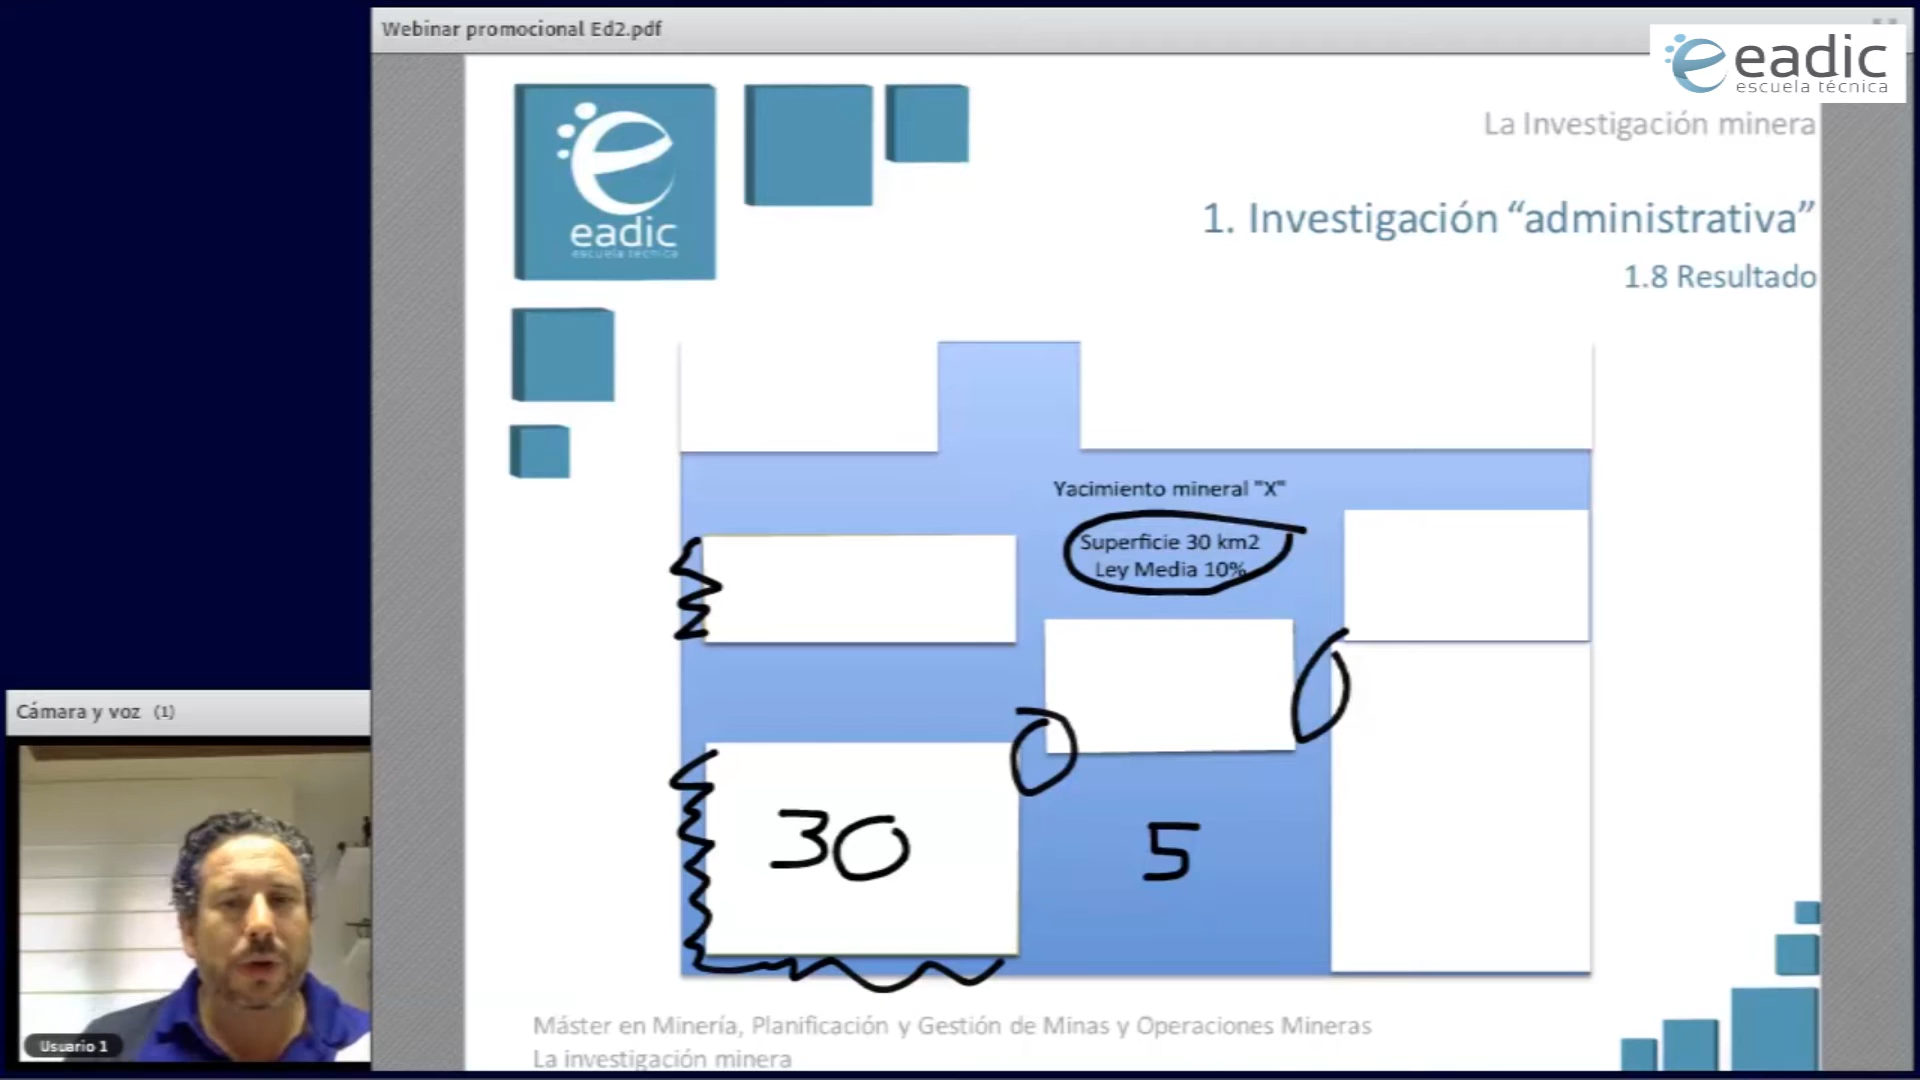 Webinar promocional Ed2.pdf
eadic
escuela técnica
La Investigación minera
eadic
escuela técnica
1. Investigación “administrativa”
1.8 Resultado
Yacimiento mineral "X"
Superficie 30 km2
Ley Media 10%
30
5
Cámara y voz (1)
Usuario 1
Máster en Minería, Planificación y Gestión de Minas y Operaciones Mineras
La investigación minera